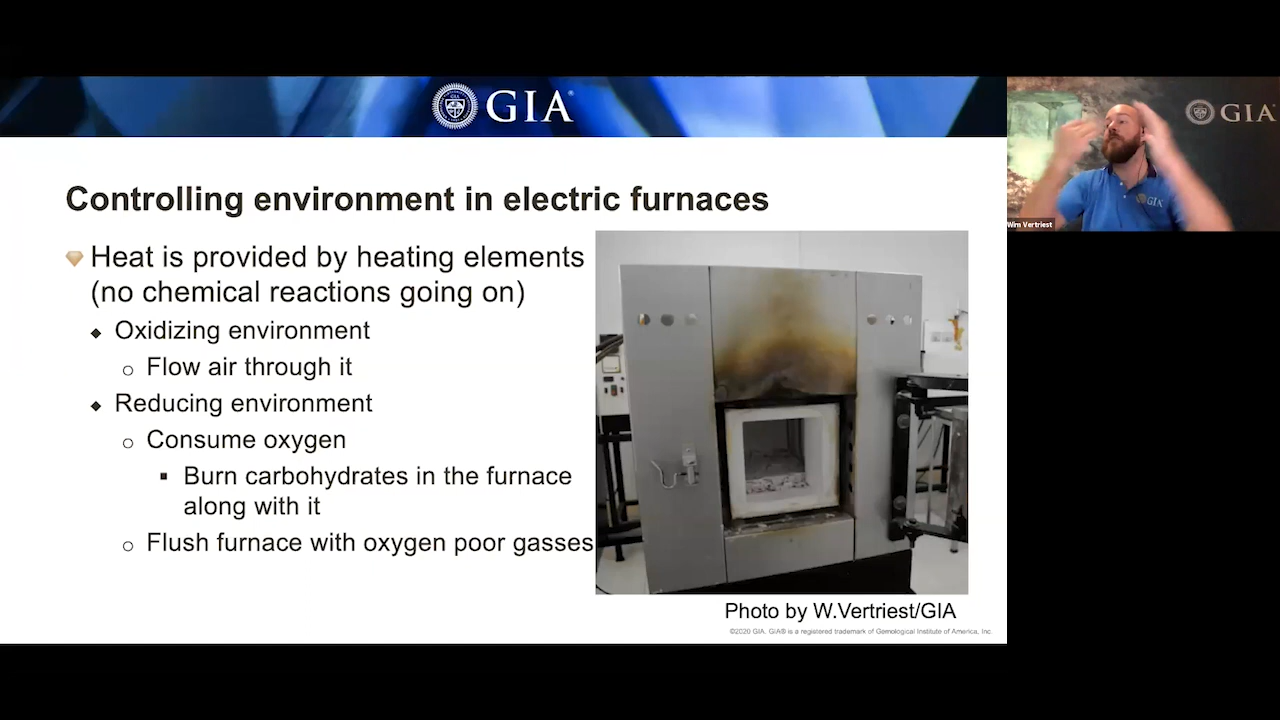 GIA®
GIA
Wim Vertriest
Controlling environment in electric furnaces
Heat is provided by heating elements
(no chemical reactions going on)
Oxidizing environment
Flow air through it
Reducing environment
Consume oxygen
Burn carbohydrates in the furnace
along with it
Flush furnace with oxygen poor gasses
Photo by W.Vertriest/GIA
©2020 GIA. GIA® is a registered trademark of Gemological Institute of America, Inc
GIA